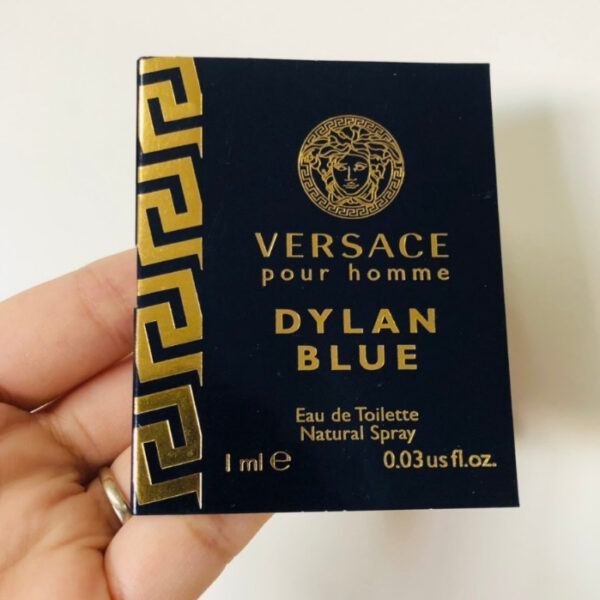 VERSACE
pour homme
DYLAN
BLUE
Eau de Toilette
Natural Spray
1 ml ℮ 0.03 us fl.oz.